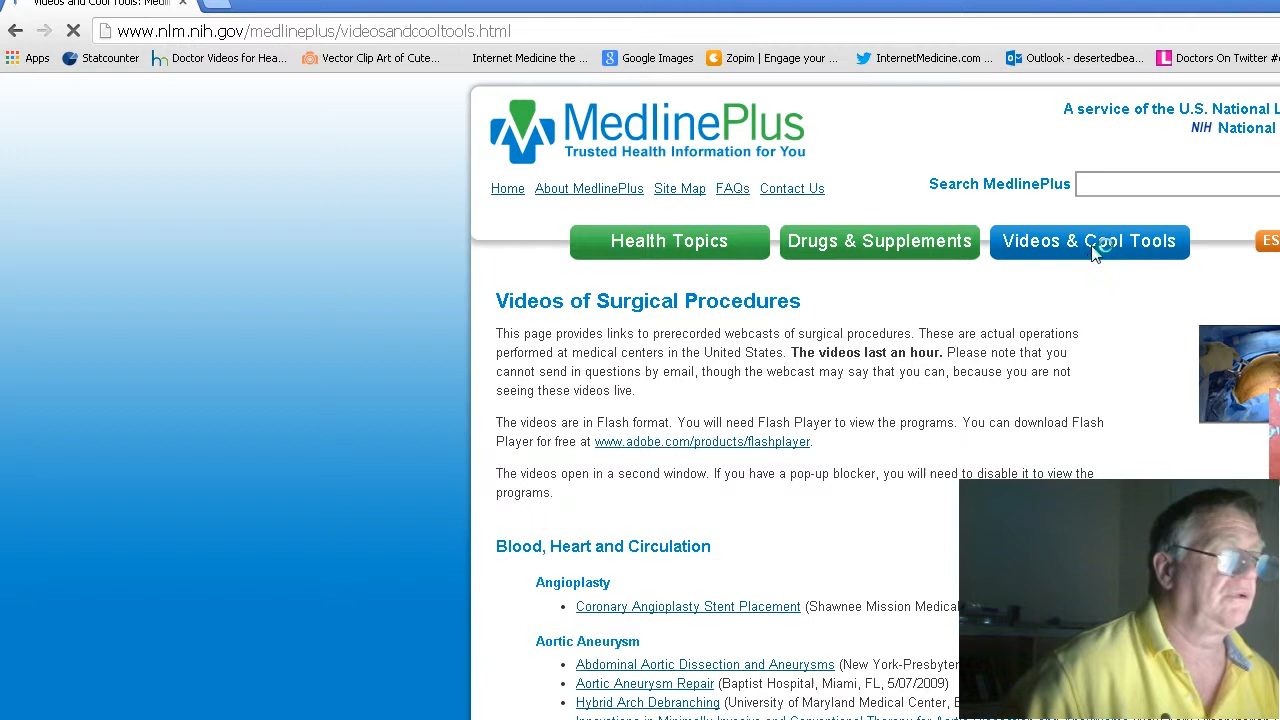 Videos and Cool Tools: Medli
www.nlm.nih.gov/medlineplus/videosandcooltools.html
Apps Statcounter Doctor Videos for Hea... Vector Clip Art of Cute... Internet Medicine the ... Google Images Zopim | Engage your ... InternetMedicine.com ... Outlook - desertedbea... Doctors On Twitter #
MedlinePlus
Trusted Health Information for You
A service of the U.S. National L
NIH National
Home About MedlinePlus Site Map FAQs Contact Us
Search MedlinePlus
Health Topics Drugs & Supplements Videos & Cool Tools ES
Videos of Surgical Procedures
This page provides links to prerecorded webcasts of surgical procedures. These are actual operations
performed at medical centers in the United States. The videos last an hour. Please note that you
cannot send in questions by email, though the webcast may say that you can, because you are not
seeing these videos live.
The videos are in Flash format. You will need Flash Player to view the programs. You can download Flash
Player for free at www.adobe.com/products/flashplayer.
The videos open in a second window. If you have a pop-up blocker, you will need to disable it to view the
programs.
Blood, Heart and Circulation
Angioplasty
• Coronary Angioplasty Stent Placement (Shawnee Mission Medical
Aortic Aneurysm
• Abdominal Aortic Dissection and Aneurysms (New York-Presbyter
• Aortic Aneurysm Repair (Baptist Hospital, Miami, FL, 5/07/2009)
• Hybrid Arch Debranching (University of Maryland Medical Center, B